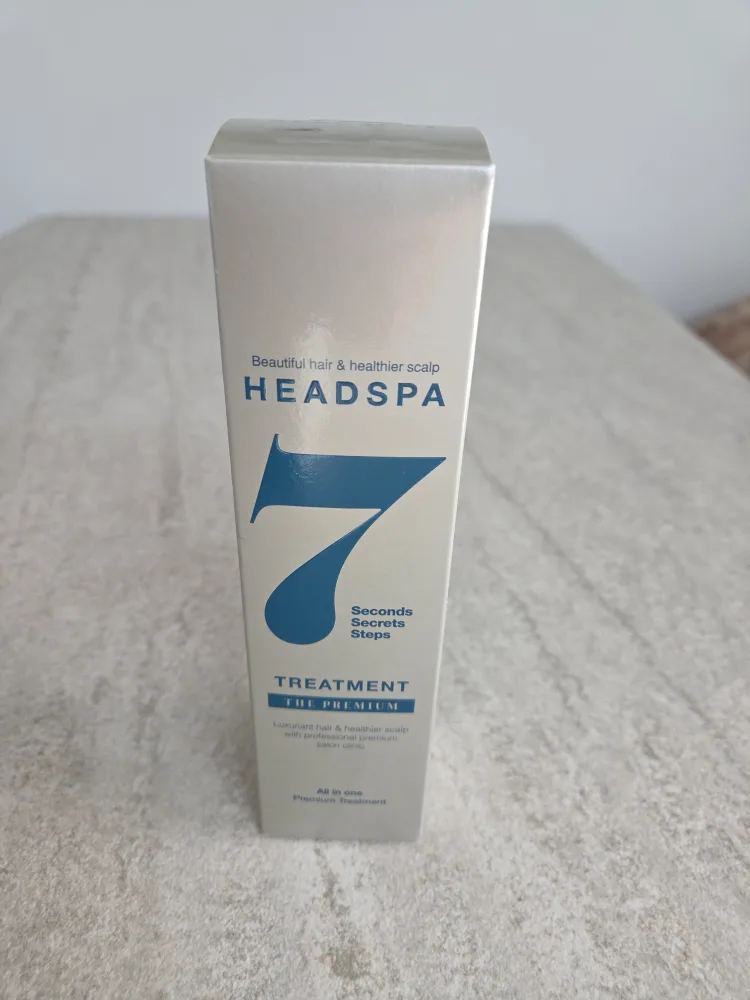 Beautiful hair & healthier scalp
HEADSPA
7
Seconds
Secrets
Steps
TREATMENT
THE PREMIUM
Luxuriant hair & healthier scalp
with professional premium
salon clinic
All in one
Premium Treatment